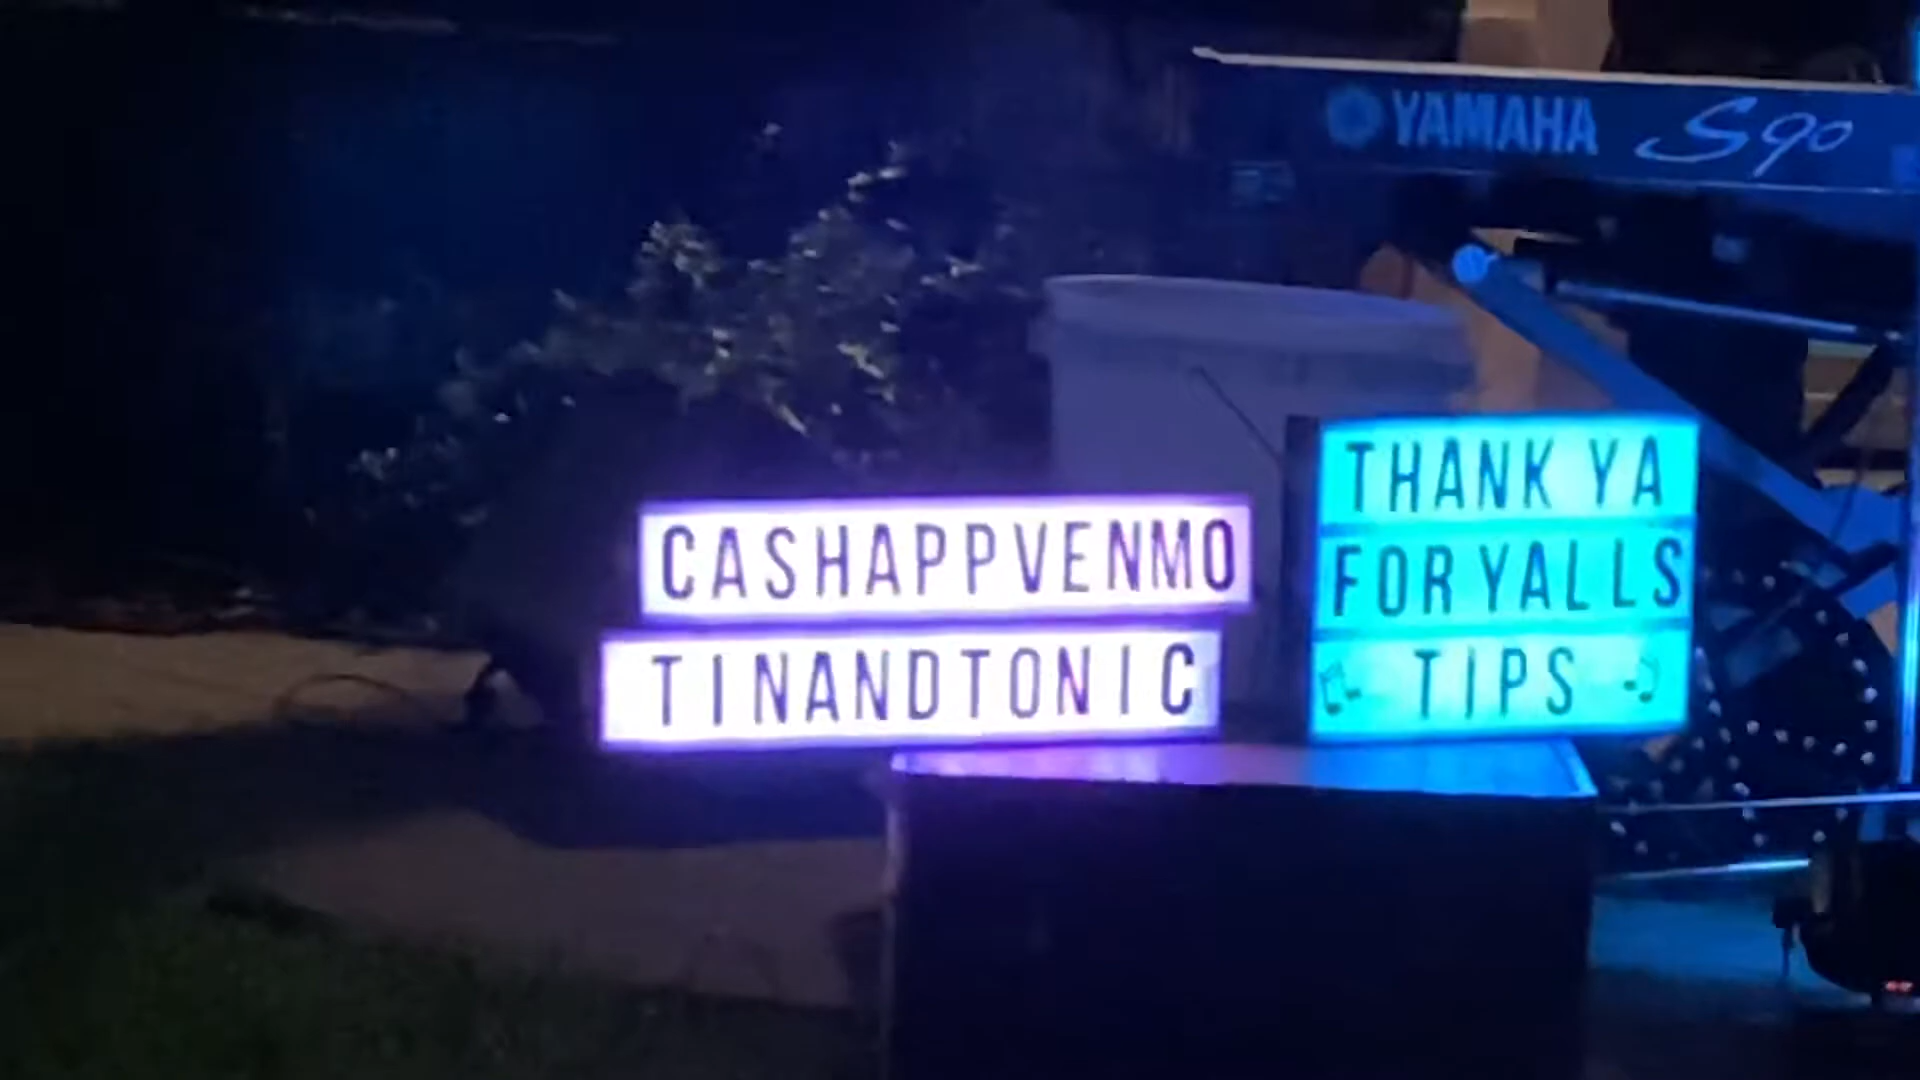 YAMAHA S90
THANK YA
FOR YALLS
TIPS
CASHAPPVENMO
TINANDTONIC